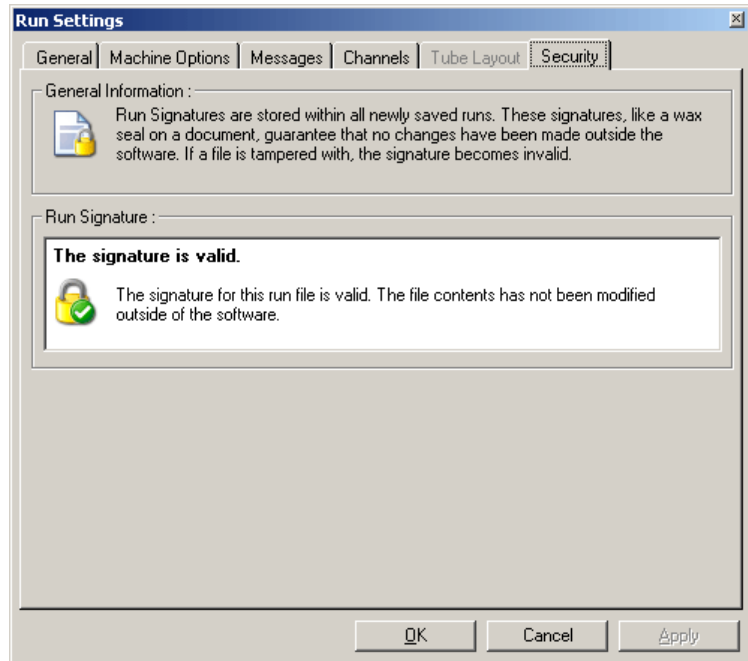 Run Settings
General Machine Options Messages Channels Tube Layout Security
General Information :
Run Signatures are stored within all newly saved runs. These signatures, like a wax
seal on a document, guarantee that no changes have been made outside the
software. If a file is tampered with, the signature becomes invalid.
Run Signature :
The signature is valid.
The signature for this run file is valid. The file contents has not been modified
outside of the software.
OK Cancel Apply